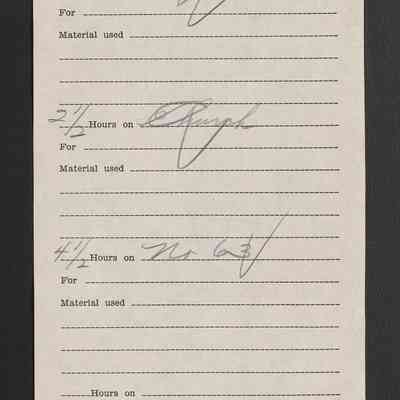 For
Material used
2 1/2 Hours on Church
For
Material used
4 1/2 Hours on No 63
For
Material used
Hours on